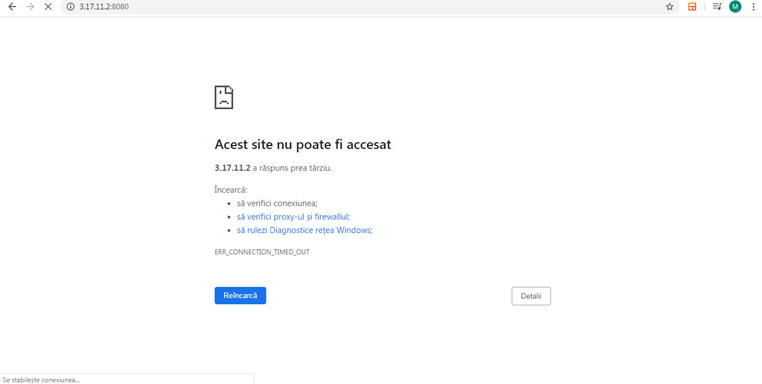 3.17.11.2:8080
M
Acest site nu poate fi accesat
3.17.11.2 a răspuns prea târziu.
Încearcă:
să verifici conexiunea;
să verifici proxy-ul și firewallul;
să rulezi Diagnostice rețea Windows;
ERR_CONNECTION_TIMED_OUT
Reîncarcă
Detalii
Se stabilește conexiunea...